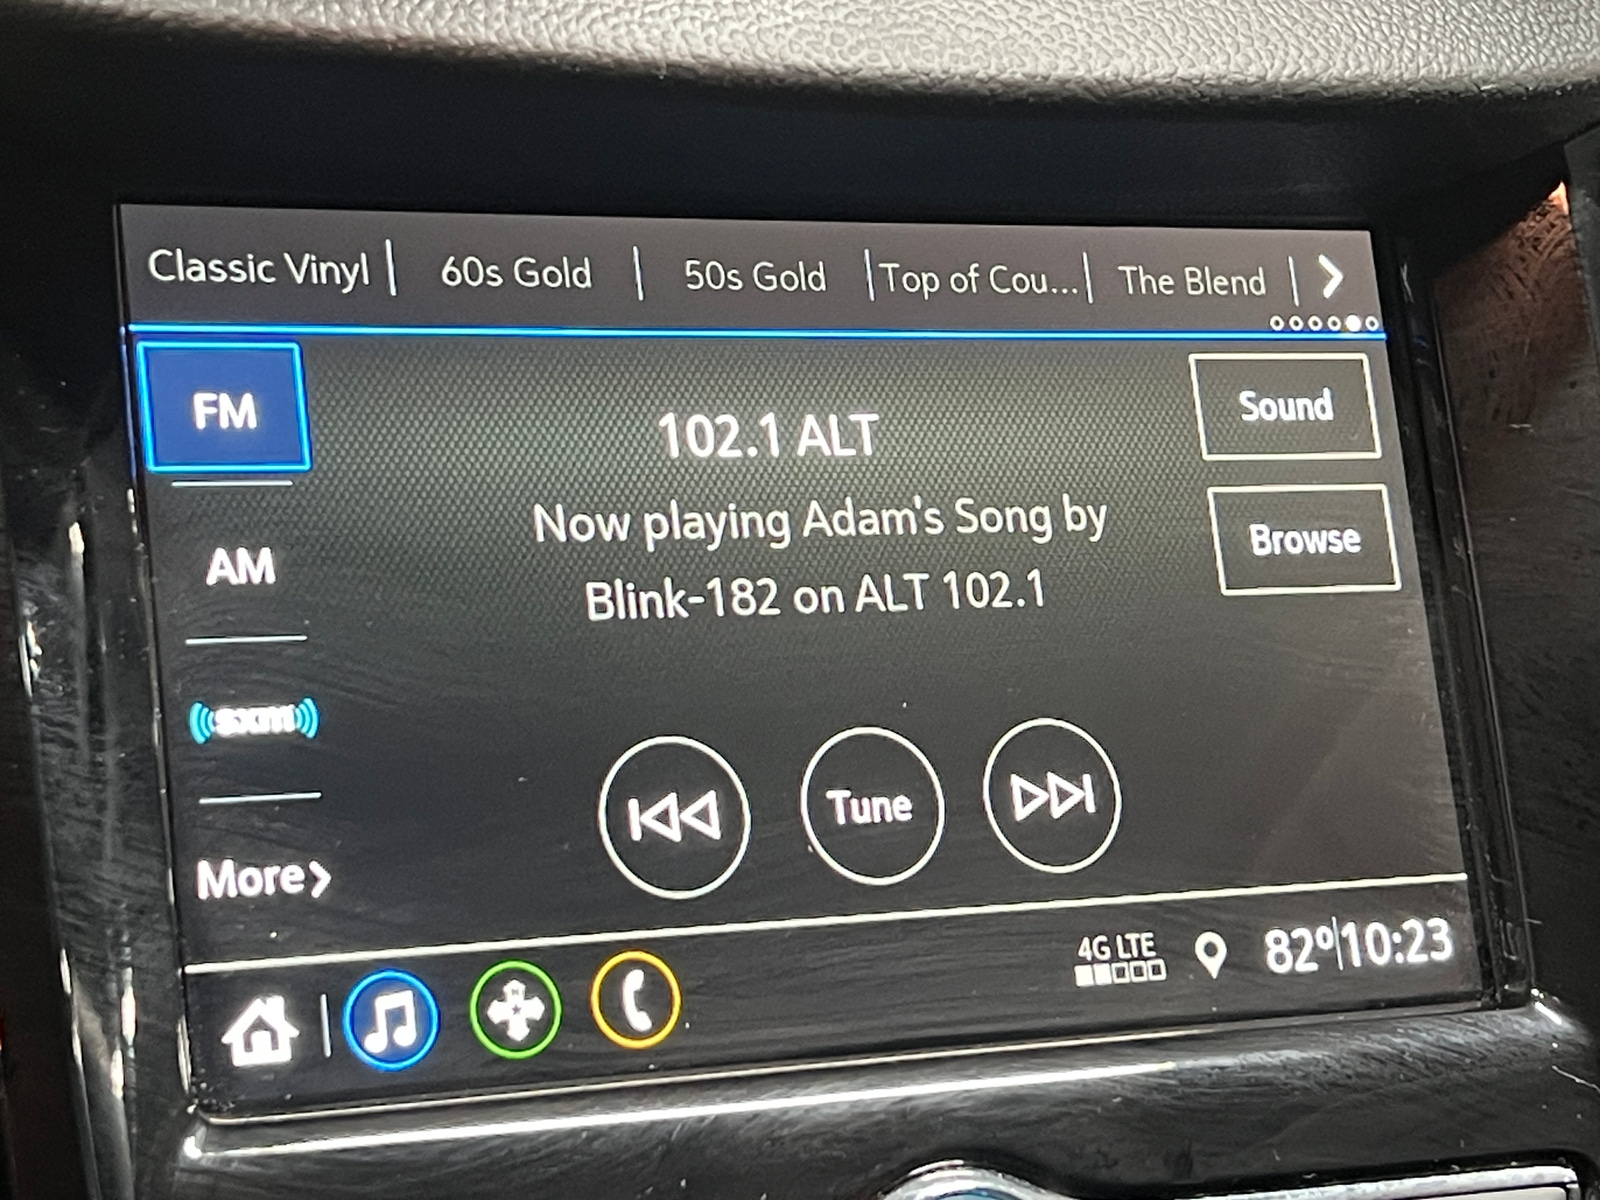 Classic Vinyl | 60s Gold | 50s Gold | Top of Cou... | The Blend |
FM
Sound
102.1 ALT
Now playing Adam's Song by
Browse
AM
Blink-182 on ALT 102.1
sxm
Tune
More
4G LTE
82°|10:23